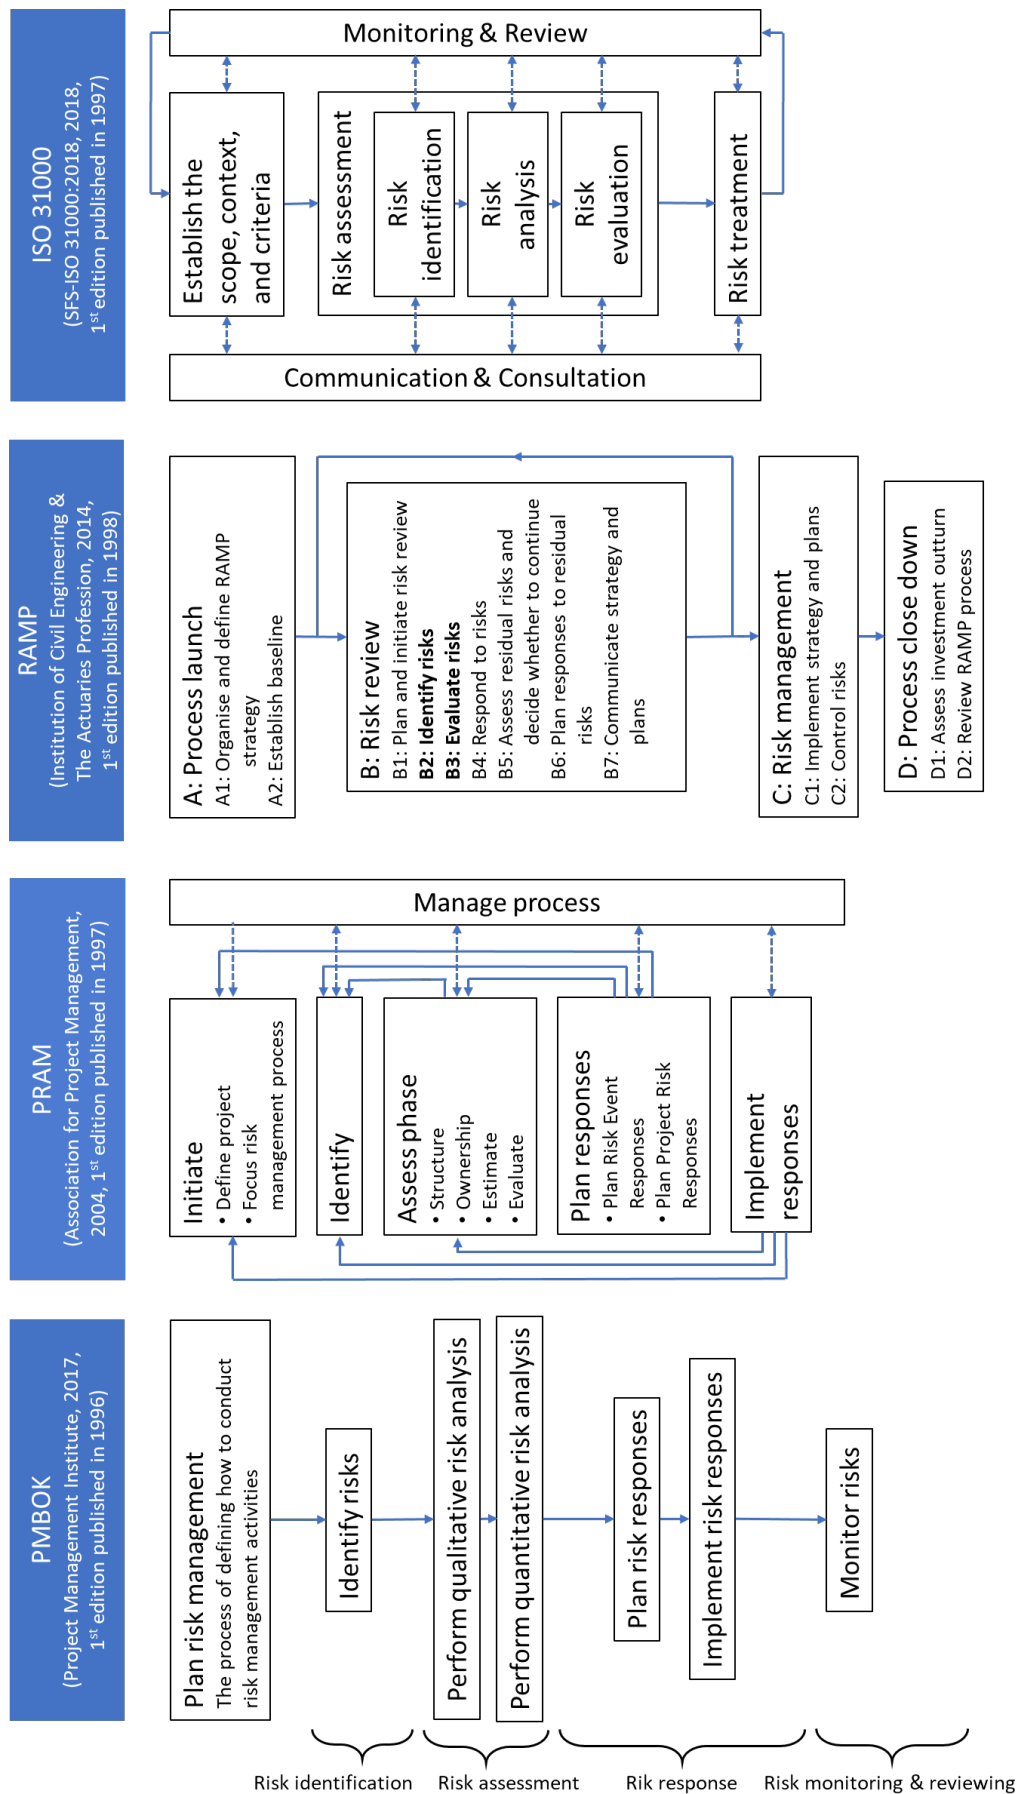 PMBOK
(Project Management Institute, 2017,
1st edition published in 1996)
Plan risk management
The process of defining how to conduct
risk management activities
Identify risks
Perform qualitative risk analysis
Perform quantitative risk analysis
Plan risk responses
Implement risk responses
Monitor risks
PRAM
(Association for Project Management,
2004, 1st edition published in 1997)
Initiate
• Define project
• Focus risk
management process
Identify
Assess phase
• Structure
• Ownership
• Estimate
• Evaluate
Plan responses
• Plan Risk Event
Responses
• Plan Project Risk
Responses
Implement
responses
Manage process
RAMP
(Institution of Civil Engineering &
The Actuaries Profession, 2014,
1st edition published in 1998)
A: Process launch
A1: Organise and define RAMP
strategy
A2: Establish baseline
B: Risk review
B1: Plan and initiate risk review
B2: Identify risks
B3: Evaluate risks
B4: Respond to risks
B5: Assess residual risks and
decide whether to continue
B6: Plan responses to residual
risks
B7: Communicate strategy and
plans
C: Risk management
C1: Implement strategy and plans
C2: Control risks
D: Process close down
D1: Assess investment outturn
D2: Review RAMP process
ISO 31000
(SFS-ISO 31000:2018, 2018,
1st edition published in 1997)
Communication & Consultation
Establish the
scope, context,
and criteria
Risk assessment
Risk
identification
Risk
analysis
Risk
evaluation
Risk treatment
Monitoring & Review
Risk identification
Risk assessment
Rik response
Risk monitoring & reviewing